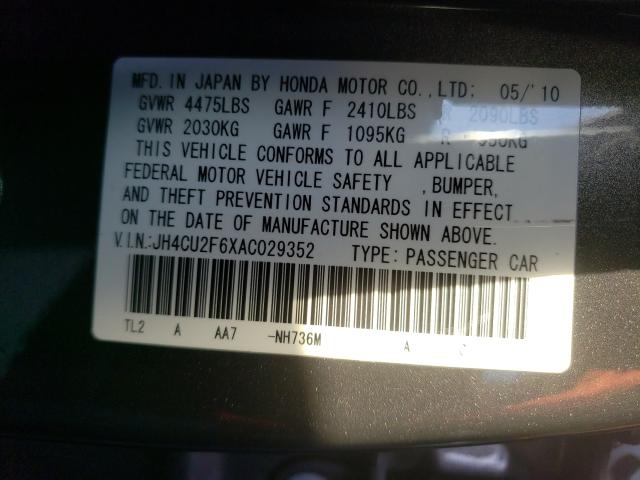 MFD. IN JAPAN BY HONDA MOTOR CO.,LTD: 05/'10
GVWR 4475LBS GAWR F 2410LBS R 2090LBS
GVWR 2030KG GAWR F 1095KG R 950KG
THIS VEHICLE CONFORMS TO ALL APPLICABLE
FEDERAL MOTOR VEHICLE SAFETY ,BUMPER,
AND THEFT PREVENTION STANDARDS IN EFFECT
ON THE DATE OF MANUFACTURE SHOWN ABOVE.
V.I.N.:JH4CU2F6XAC029352 TYPE: PASSENGER CAR
TL2 A AA7 -NH736M A C